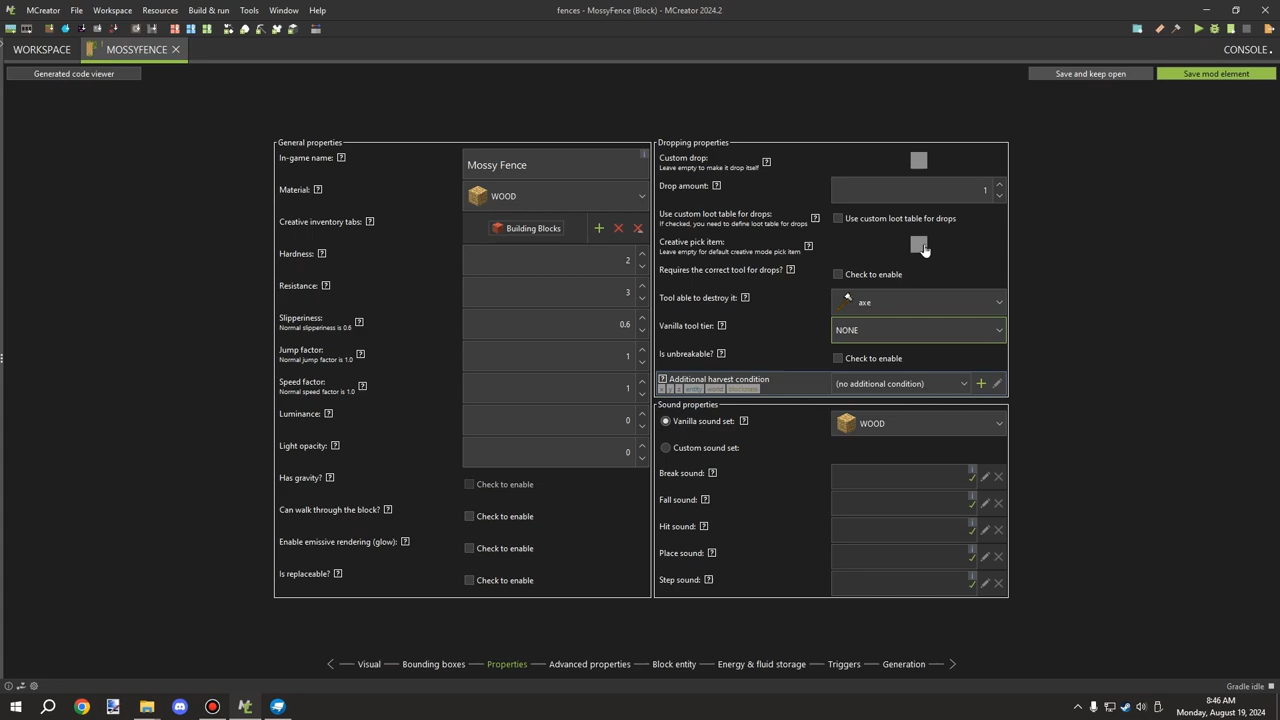 MCreator File Workspace Resources Build & run Tools Window Help
fences - MossyFence (Block) - MCreator 2024.2
WORKSPACE
MOSSYFENCE
CONSOLE
Generated code viewer
Save and keep open
Save mod element
General properties
In-game name: ?
Mossy Fence
Material: ?
WOOD
Creative inventory tabs: ?
Building Blocks
Hardness: ?
2
Resistance: ?
3
Slipperiness:
Normal slipperiness is 0.6
?
0.6
Jump factor:
Normal jump factor is 1.0
?
1
Speed factor:
Normal speed factor is 1.0
?
1
Luminance: ?
0
Light opacity: ?
0
Has gravity? ?
Check to enable
Can walk through the block? ?
Check to enable
Enable emissive rendering (glow): ?
Check to enable
Is replaceable? ?
Check to enable
Dropping properties
Custom drop:
Leave empty to make it drop itself
?
Drop amount: ?
1
Use custom loot table for drops:
If checked, you need to define loot table for drops
?
Use custom loot table for drops
Creative pick item:
Leave empty for default creative mode pick item
?
Requires the correct tool for drops? ?
Check to enable
Tool able to destroy it: ?
axe
Vanilla tool tier: ?
NONE
Is unbreakable? ?
Check to enable
? Additional harvest condition
x y z entity world blockstate
(no additional condition)
Sound properties
Vanilla sound set: ?
WOOD
Custom sound set:
Break sound: ?
Fall sound: ?
Hit sound: ?
Place sound: ?
Step sound: ?
Visual Bounding boxes Properties Advanced properties Block entity Energy & fluid storage Triggers Generation
Gradle idle
8:46 AM
Monday, August 19, 2024